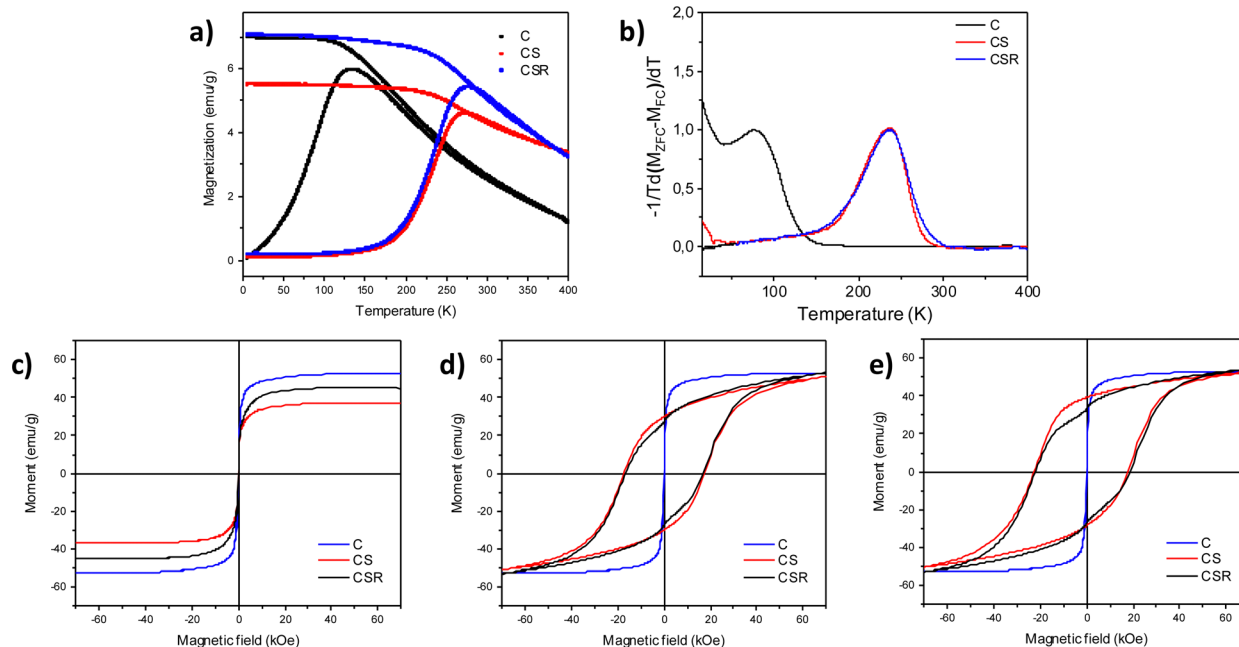 a)
C
CS
CSR
6
4
2
0
Magnetization (emu/g)
0 50 100 150 200 250 300 350 400
Temperature (K)
b)
C
CS
CSR
2,0
1,5
1,0
0,5
0,0
-1/Td(M_ZFC-M_FC)/dT
100 200 300 400
Temperature (K)
c)
60
40
20
0
-20
-40
-60
Moment (emu/g)
C
CS
CSR
-60 -40 -20 0 20 40 60
Magnetic field (kOe)
d)
60
40
20
0
-20
-40
-60
Moment (emu/g)
C
CS
CSR
-60 -40 -20 0 20 40 60
Magnetic field (kOe)
e)
60
40
20
0
-20
-40
-60
Moment (emu/g)
C
CS
CSR
-60 -40 -20 0 20 40 60
Magnetic field (kOe)